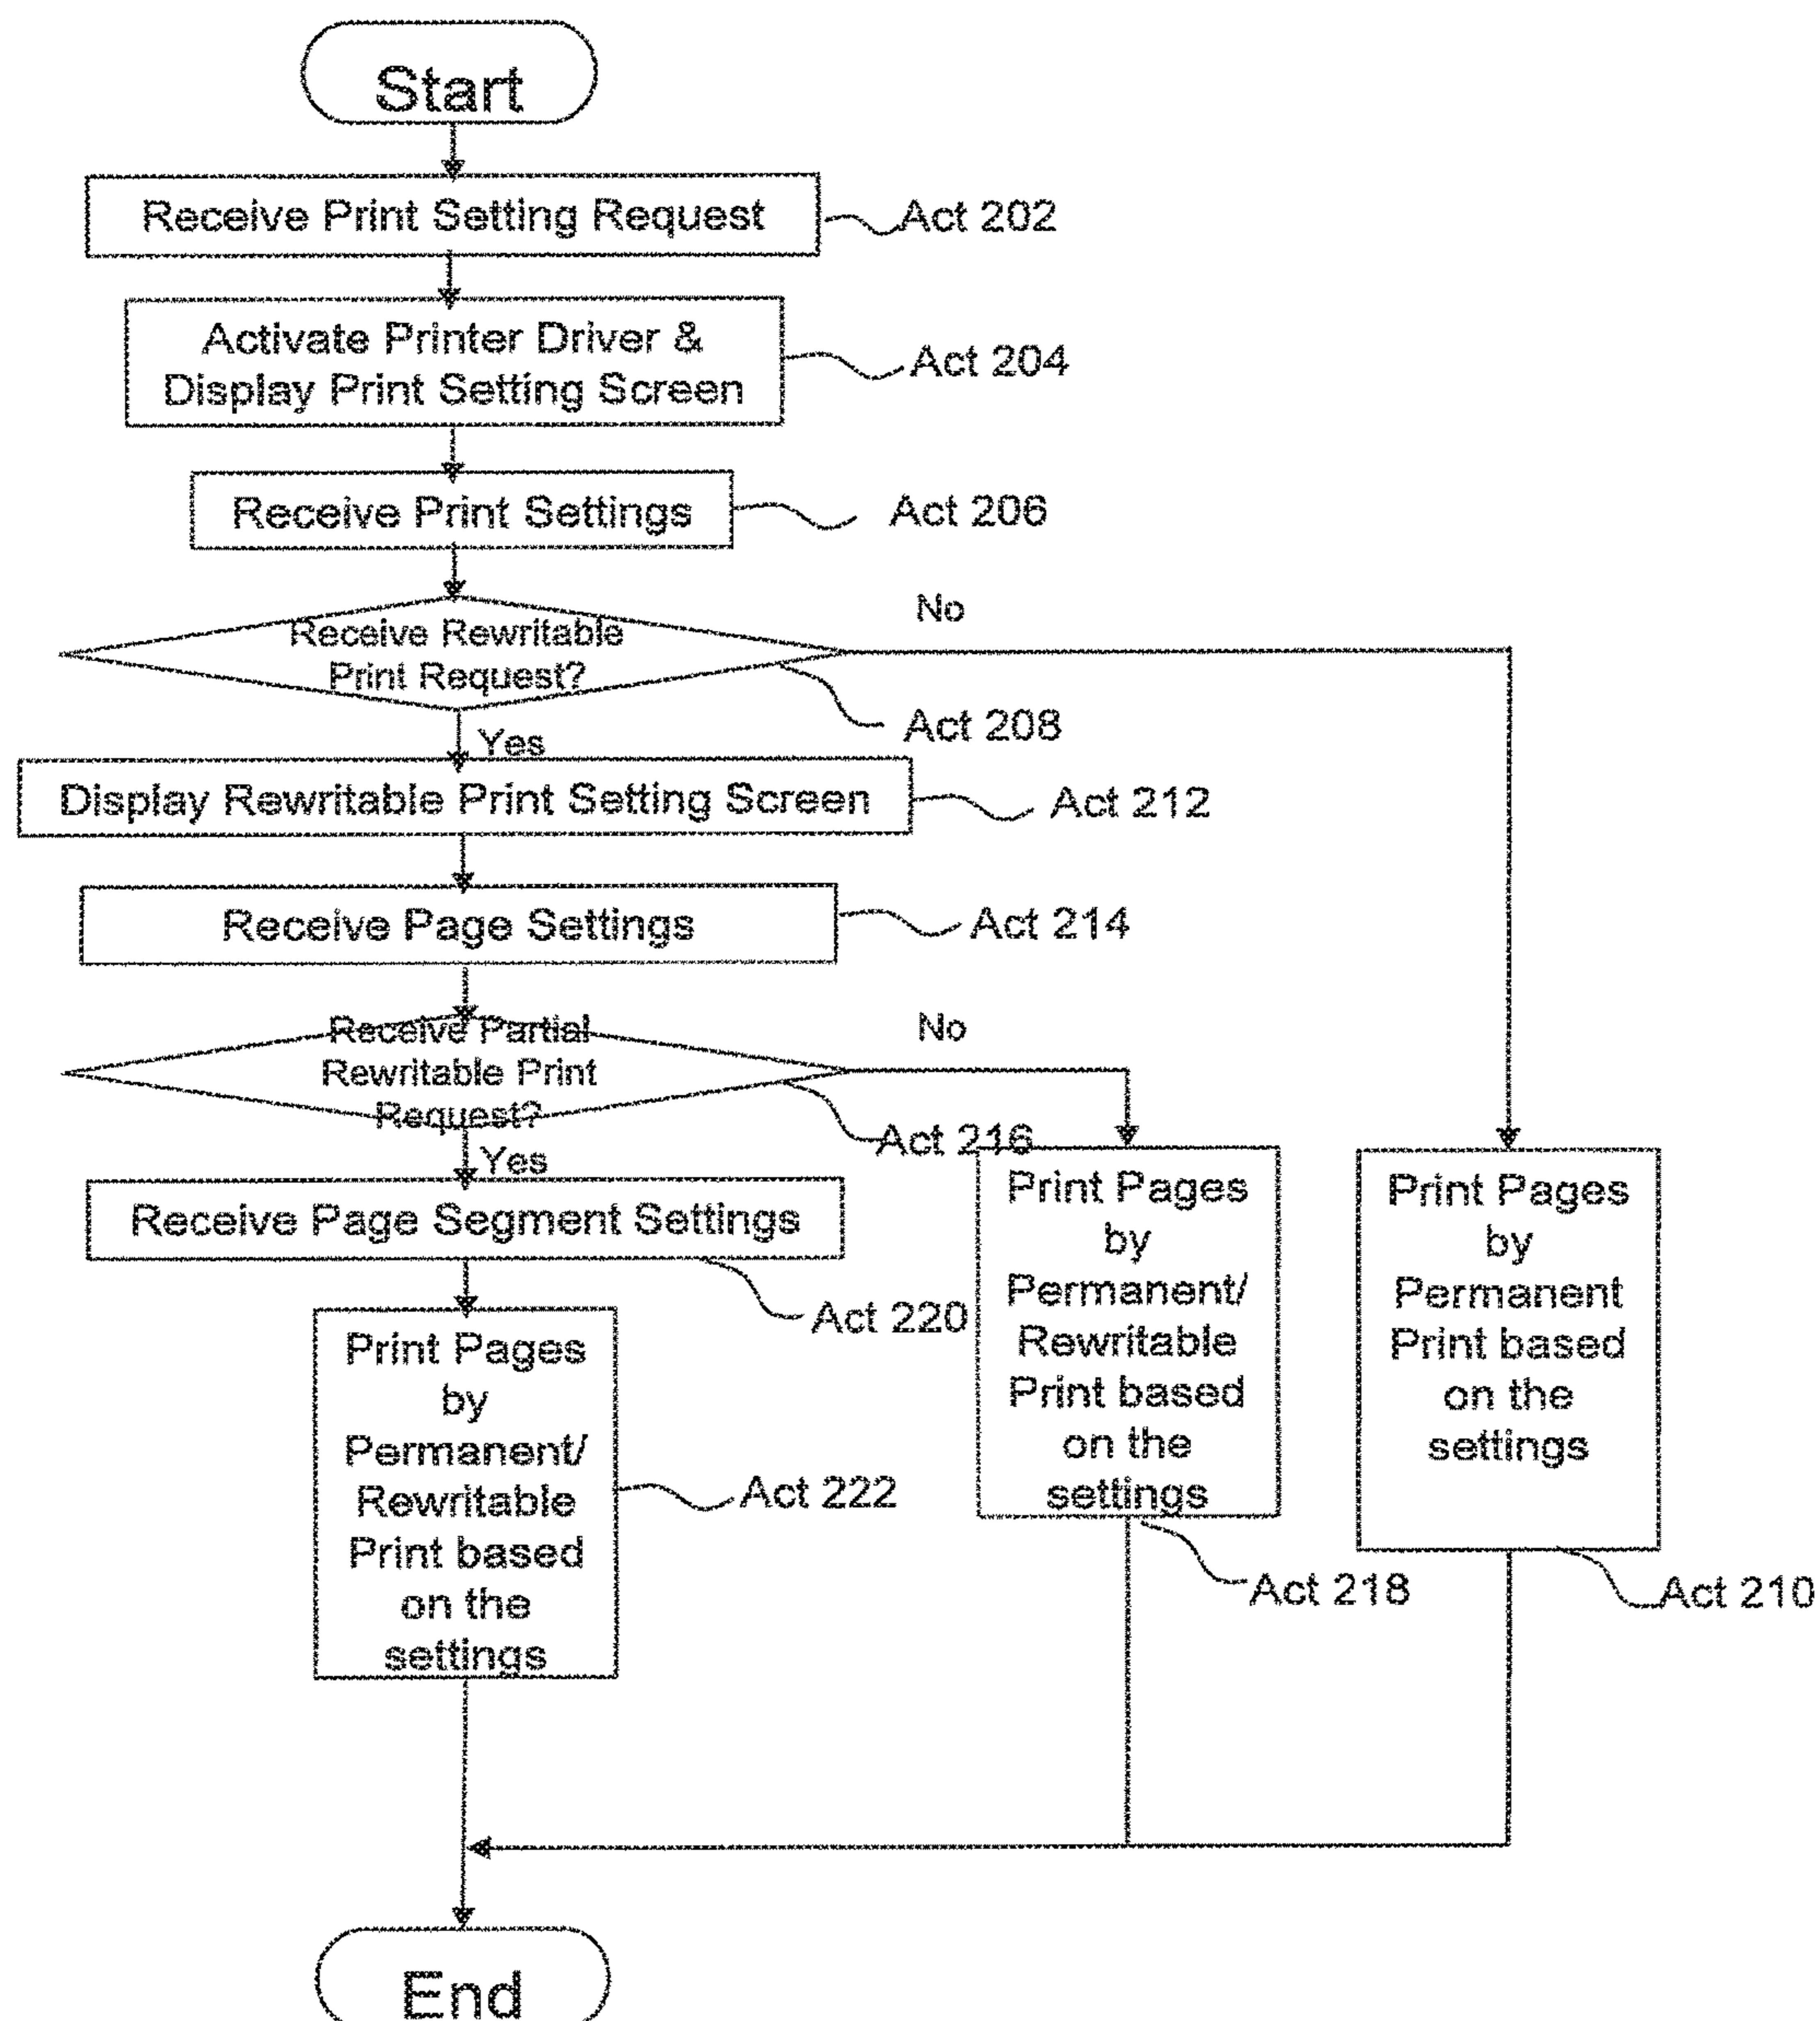 Start
Receive Print Setting Request
Act 202
Activate Printer Driver &
Display Print Setting Screen
Act 204
Receive Print Settings
Act 206
Receive Rewritable
Print Request?
No
Act 208
Yes
Display Rewritable Print Setting Screen
Act 212
Receive Page Settings
Act 214
Receive Partial
Rewritable Print
Request?
No
Act 216
Yes
Receive Page Segment Settings
Act 220
Print Pages
by
Permanent/
Rewritable
Print based
on the
settings
Act 222
Print Pages
by
Permanent/
Rewritable
Print based
on the
settings
Act 218
Print Pages
by
Permanent
Print based
on the
settings
Act 210
End